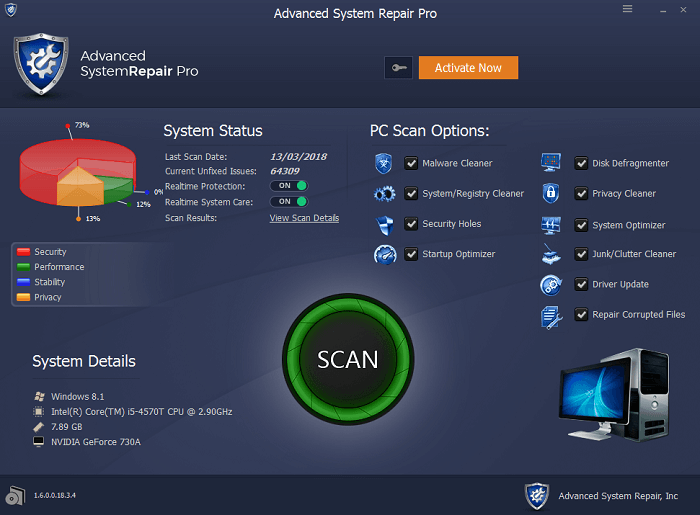 Advanced System Repair Pro
Advanced
SystemRepair Pro
Activate Now
73%
0%
12%
13%
Security
Performance
Stability
Privacy
System Status
Last Scan Date: 13/03/2018
Current Unfixed Issues: 64309
Realtime Protection: ON
Realtime System Care: ON
Scan Results: View Scan Details
PC Scan Options:
Malware Cleaner
System/Registry Cleaner
Security Holes
Startup Optimizer
Disk Defragmenter
Privacy Cleaner
System Optimizer
Junk/Clutter Cleaner
Driver Update
Repair Corrupted Files
SCAN
System Details
Windows 8.1
Intel(R) Core(TM) i5-4570T CPU @ 2.90GHz
7.89 GB
NVIDIA GeForce 730A
1.6.0.0.18.3.4
Advanced System Repair, Inc